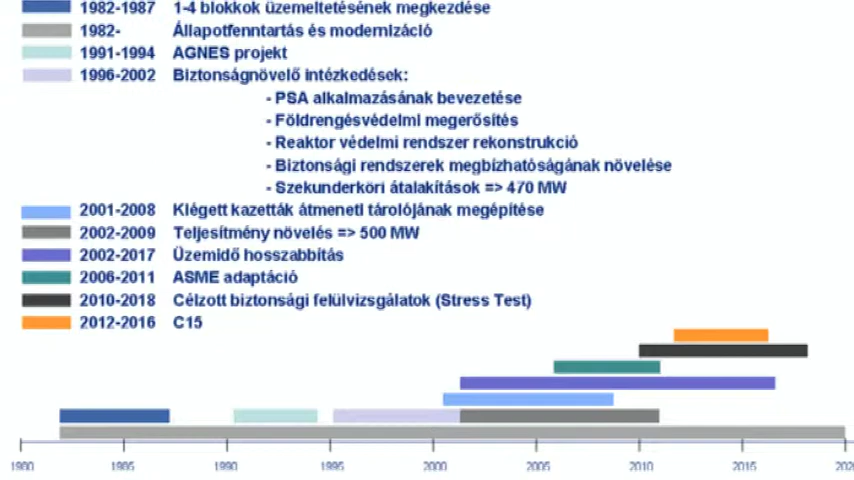 1982-1987 1-4 blokkok üzemeltetésének megkezdése
1982- Állapotfenntartás és modernizáció
1991-1994 AGNES projekt
1996-2002 Biztonságnövelő intézkedések:
- PSA alkalmazásának bevezetése
- Földrengésvédelmi megerősítés
- Reaktor védelmi rendszer rekonstrukció
- Biztonsági rendszerek megbízhatóságának növelése
- Szekunderköri átalakítások => 470 MW
2001-2008 Kiégett kazetták átmeneti tárolójának megépítése
2002-2009 Teljesítmény növelés => 500 MW
2002-2017 Üzemidő hosszabbítás
2006-2011 ASME adaptáció
2010-2018 Célzott biztonsági felülvizsgálatok (Stress Test)
2012-2016 C15
1980 1985 1990 1995 2000 2005 2010 2015